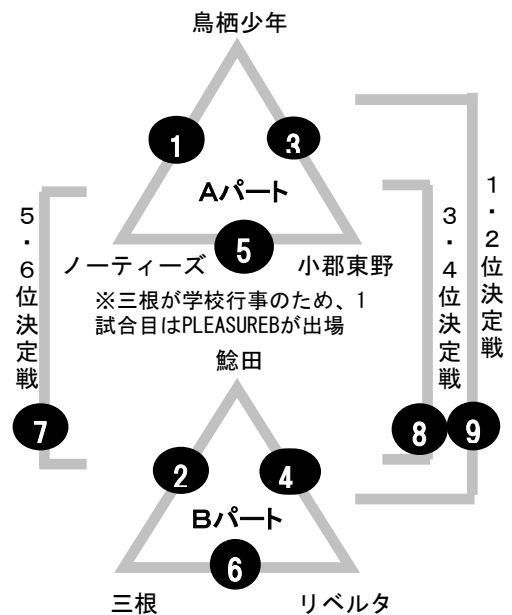 鳥栖少年
1
3
Aパート
5
ノーティーズ
小郡東野
※三根が学校行事のため、1
試合目はPLEASUREBが出場
5・6位決定戦
3・4位決定戦
1・2位決定戦
鯰田
7
8
9
2
4
Bパート
6
三根
リベルタ